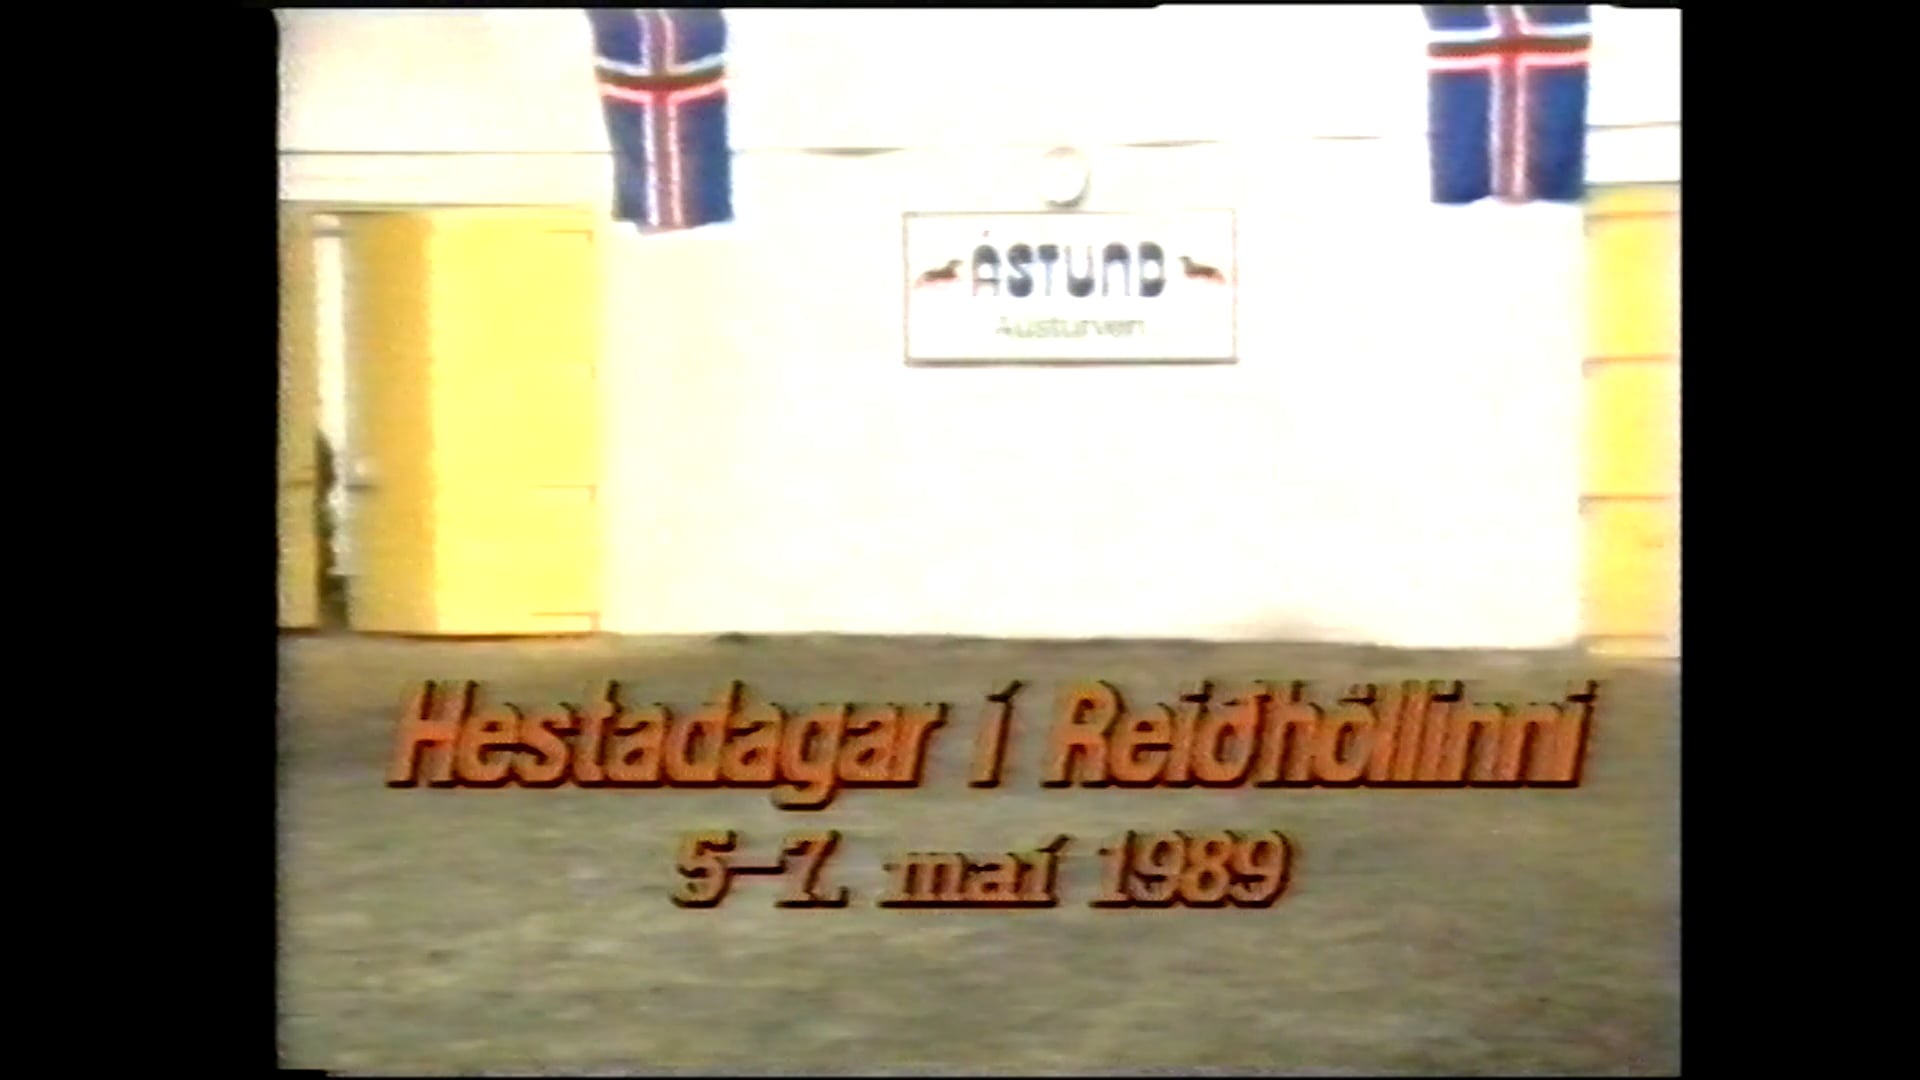 ÁSTUND
Austurveri
Hestadagar í Reiðhöllinni
5-7. maí 1989